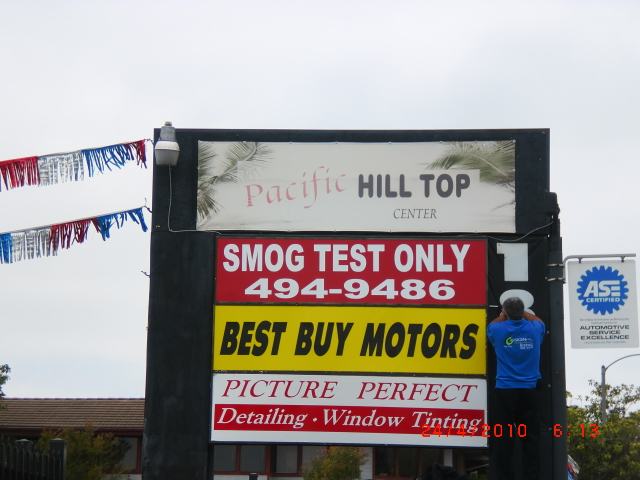 Pacific HILL TOP
CENTER
SMOG TEST ONLY
494-9486
1
BEST BUY MOTORS
PICTURE PERFECT
Detailing · Window Tinting
ASE
CERTIFIED
AUTOMOTIVE
SERVICE
EXCELLENCE
24/4/2010 6:13